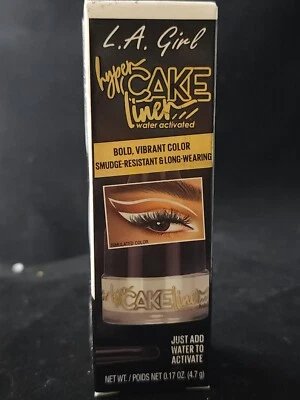 L.A. Girl
hyper CAKE
liner
water activated
BOLD, VIBRANT COLOR
SMUDGE-RESISTANT & LONG-WEARING
SIMULATED COLOR
CAKE liner
JUST ADD
WATER TO
ACTIVATE
NET WT. / POIDS NET 0.17 OZ. (4.7 g)